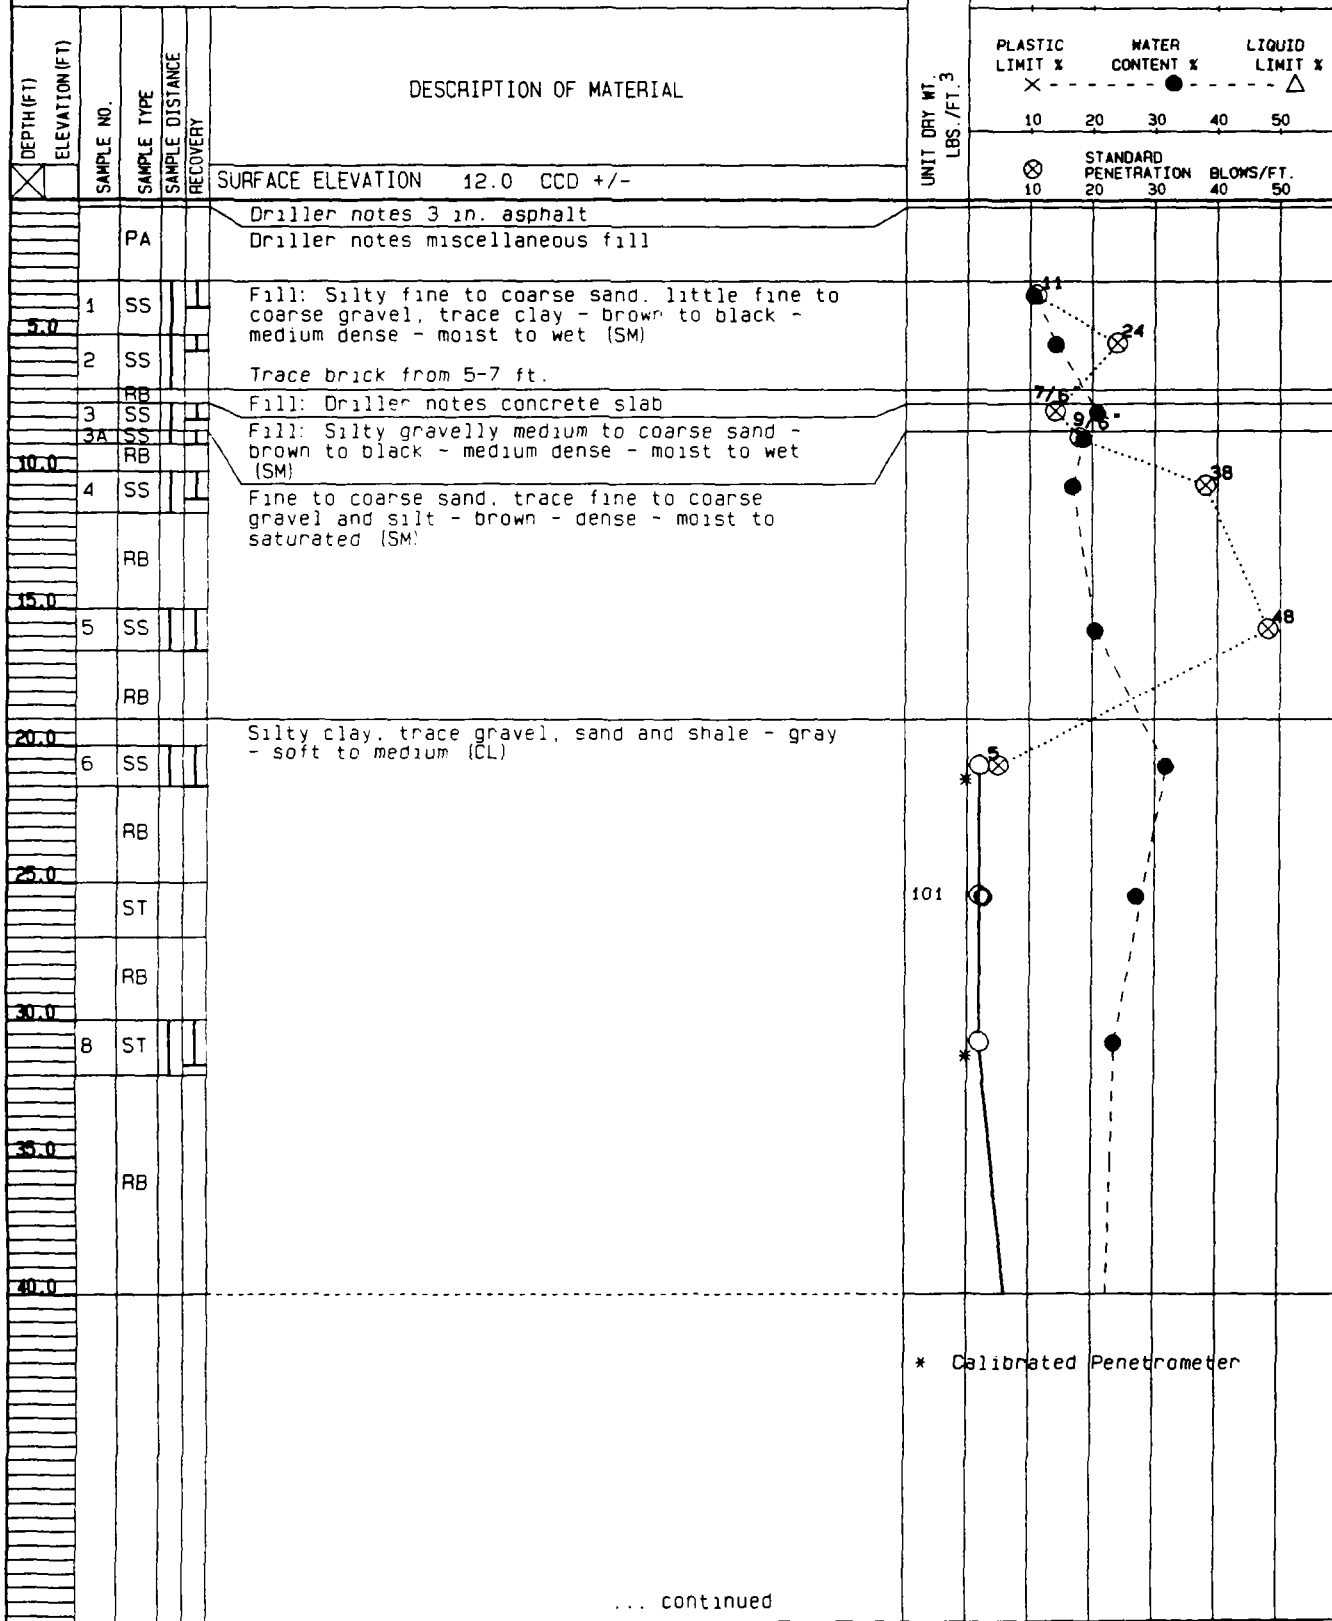 DEPTH (FT)
ELEVATION (FT)
SAMPLE NO.
SAMPLE TYPE
SAMPLE DISTANCE
RECOVERY
DESCRIPTION OF MATERIAL
SURFACE ELEVATION 12.0 CCD +/-
UNIT DRY WT.
LBS./FT.3
PLASTIC WATER LIQUID
LIMIT % CONTENT % LIMIT %
10 20 30 40 50
STANDARD
PENETRATION BLOWS/FT.
10 20 30 40 50
Driller notes 3 in. asphalt
PA Driller notes miscellaneous fill
1 SS Fill: Silty fine to coarse sand, little fine to
coarse gravel, trace clay - brown to black -
medium dense - moist to wet (SM)
11
5.0
24
2 SS
Trace brick from 5-7 ft.
RB
7/6"
Fill: Driller notes concrete slab
3 SS
9/6"
3A SS Fill: Silty gravelly medium to coarse sand -
brown to black - medium dense - moist to wet
(SM)
RB
10.0
38
4 SS Fine to coarse sand, trace fine to coarse
gravel and silt - brown - dense - moist to
saturated (SM)
RB
15.0
48
5 SS
RB
20.0
Silty clay, trace gravel, sand and shale - gray
- soft to medium (CL)
5
6 SS
*
RB
25.0
101
ST
RB
30.0
8 ST
*
35.0
RB
40.0
* Calibrated Penetrometer
... continued